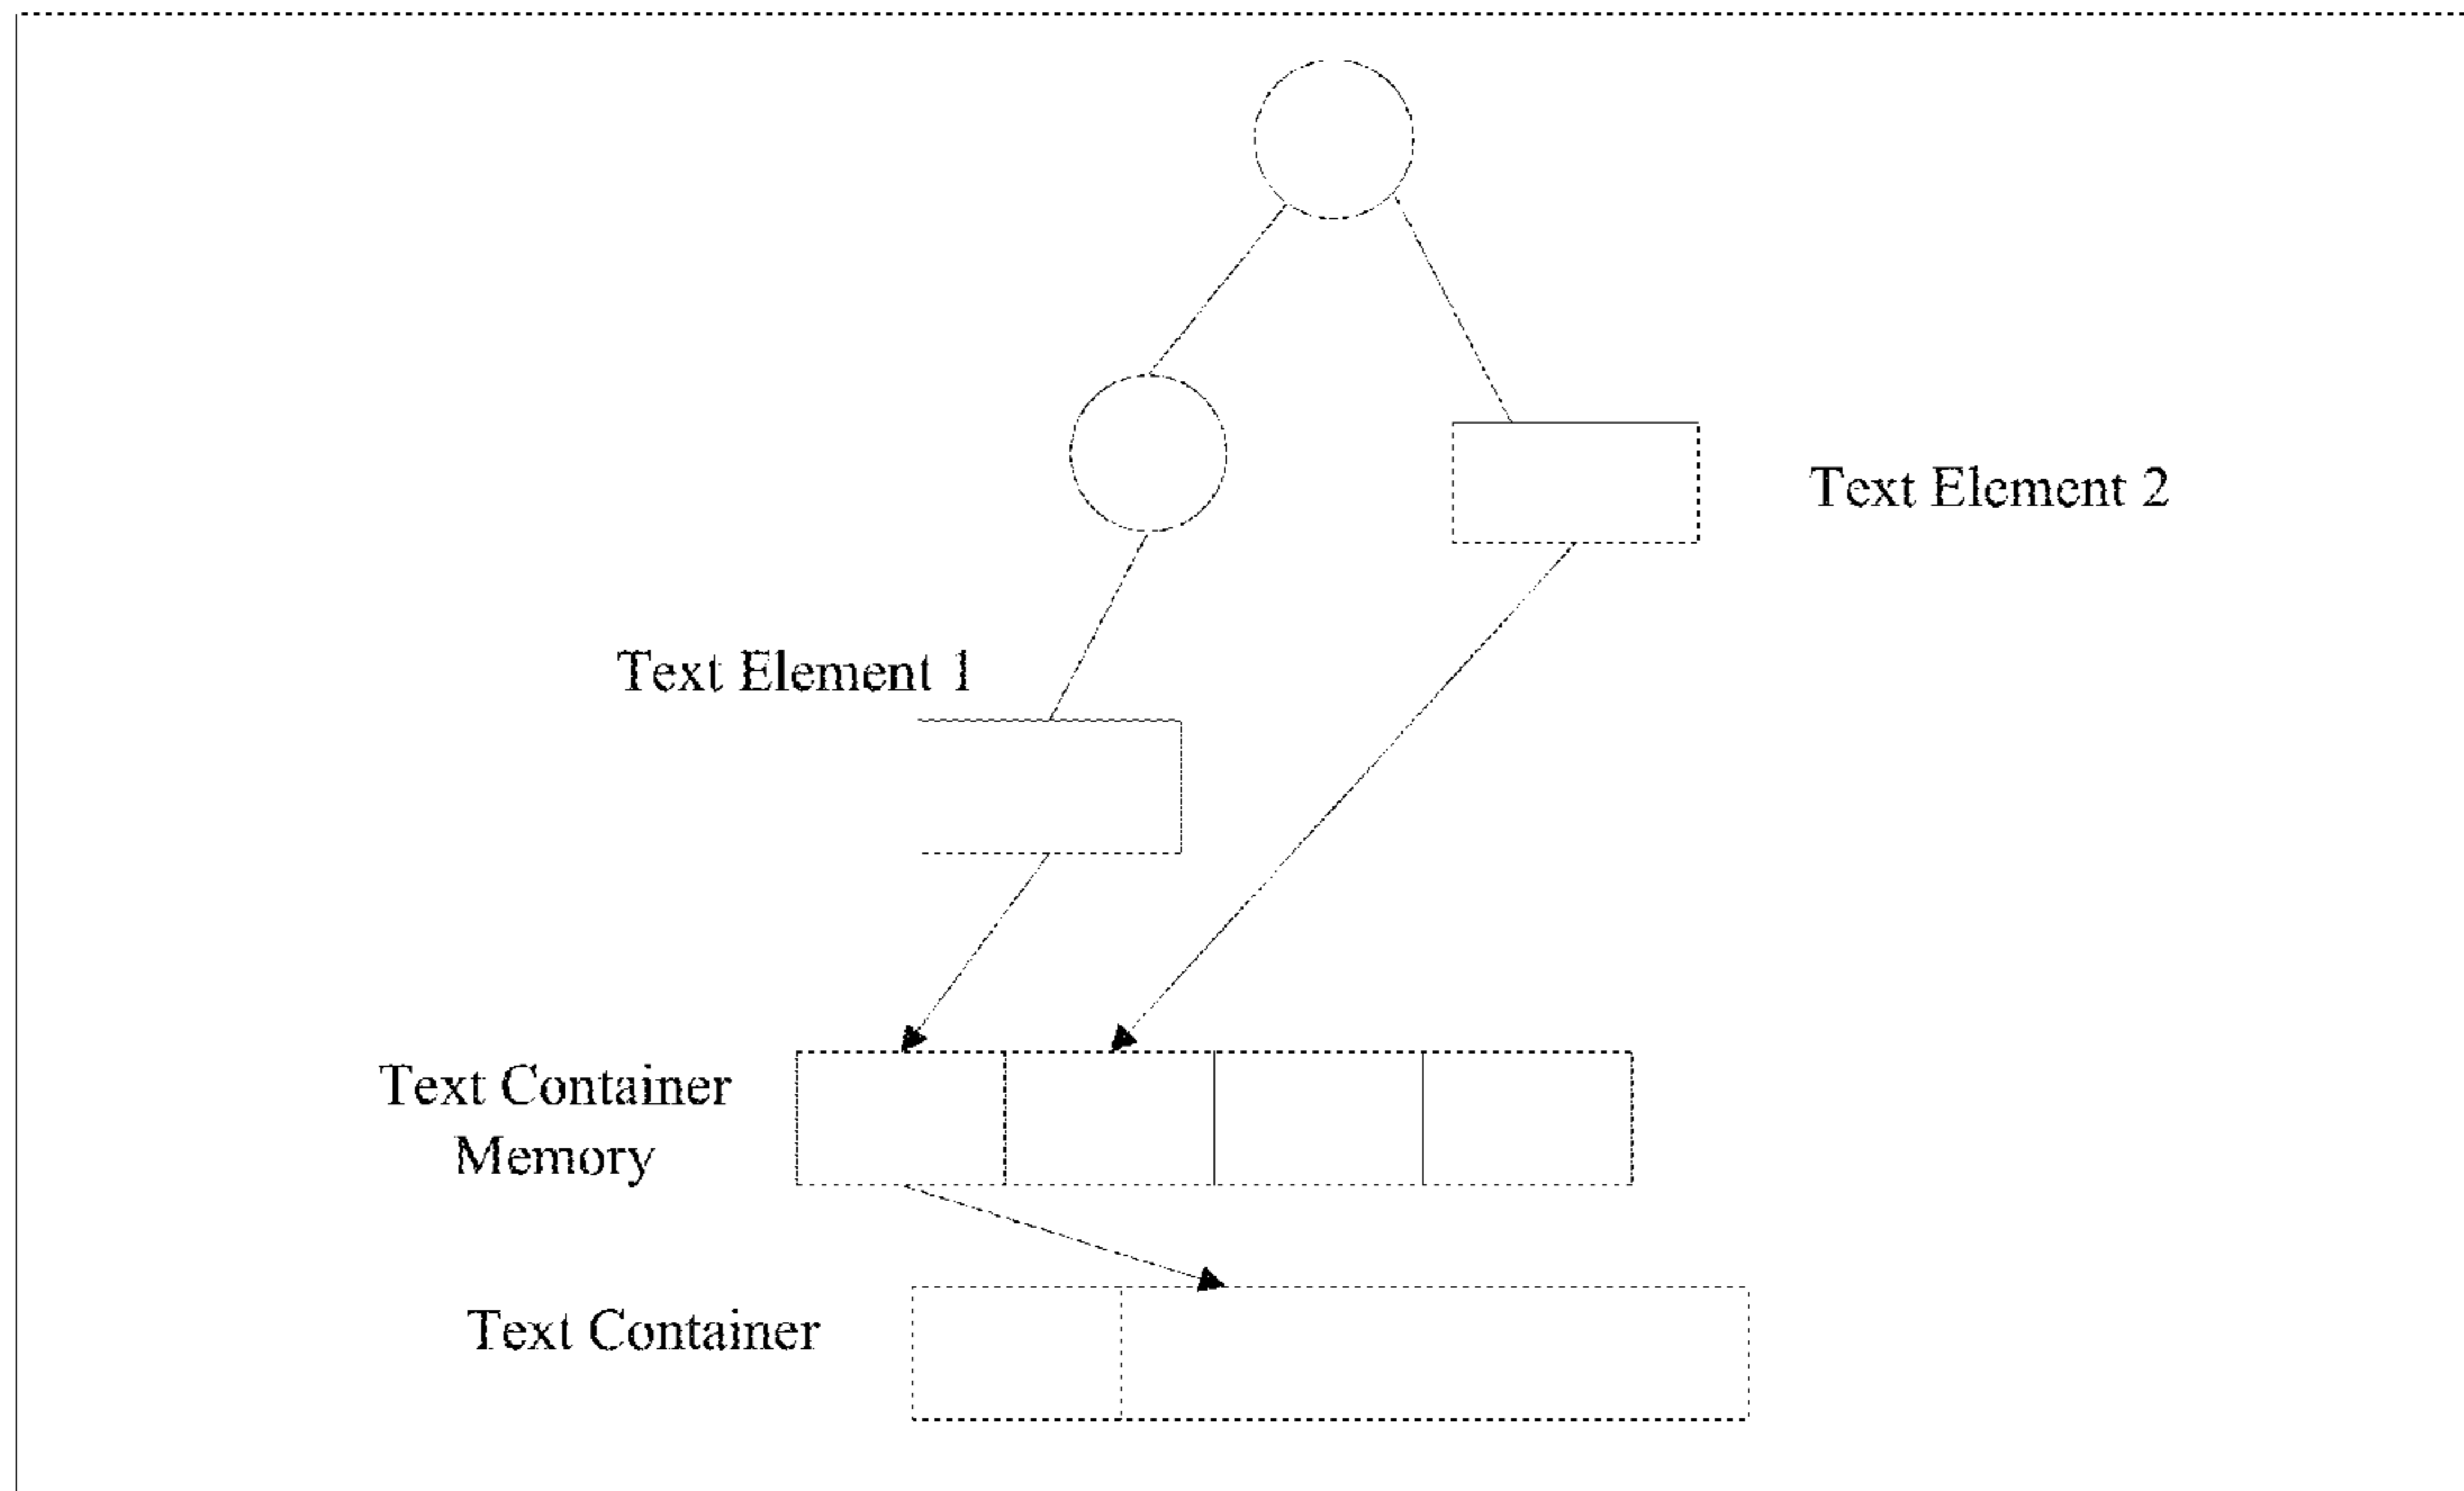 Text Element 2
Text Element 1
Text Container
Memory
Text Container